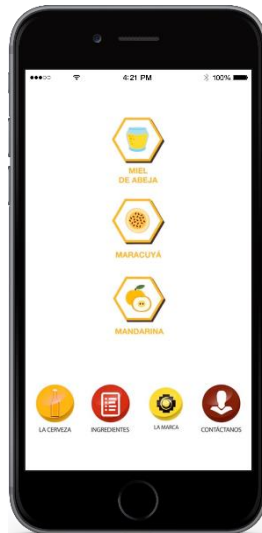 4:21 PM
100%
MIEL
DE ABEJA
MARACUYÁ
MANDARINA
LA CERVEZA
INGREDIENTES
LA MARCA
CONTÁCTANOS